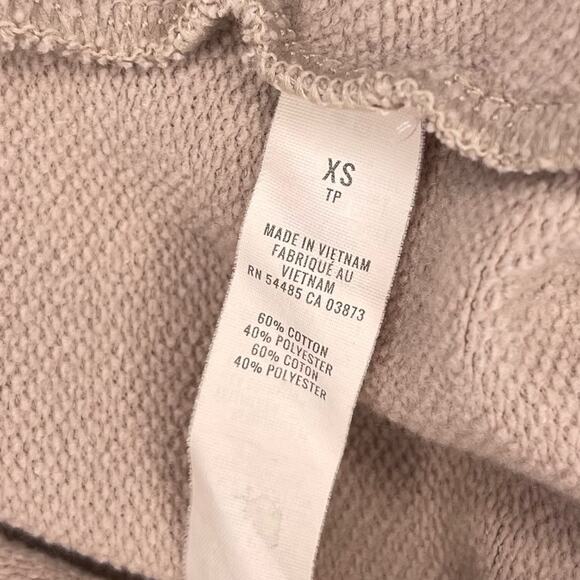 XS
TP
MADE IN VIETNAM
FABRIQUÉ AU
VIETNAM
RN 54485 CA 03873
60% COTTON
40% POLYESTER
60% COTON
40% POLYESTER